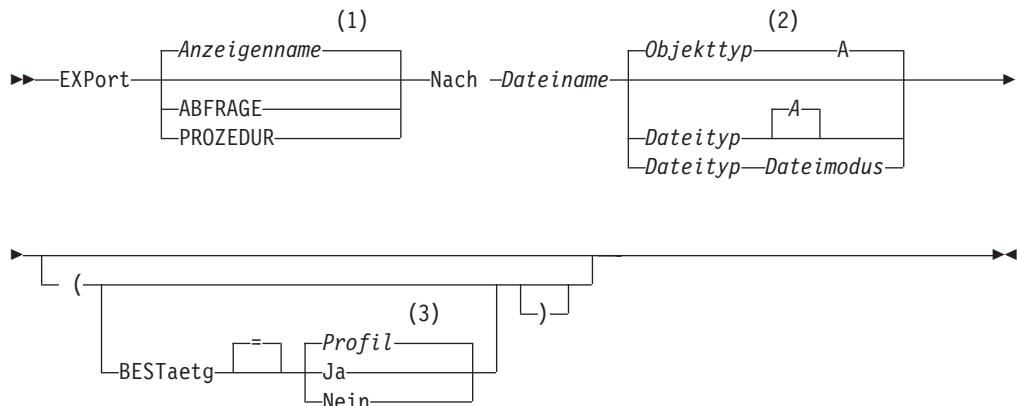 (1) (2)
Anzeigenname Objekttyp A
EXPort Nach Dateiname
ABFRAGE A
PROZEDUR Dateityp
Dateityp Dateimodus
(
)
(3)
= Profil
BESTaetg Ja
Nein